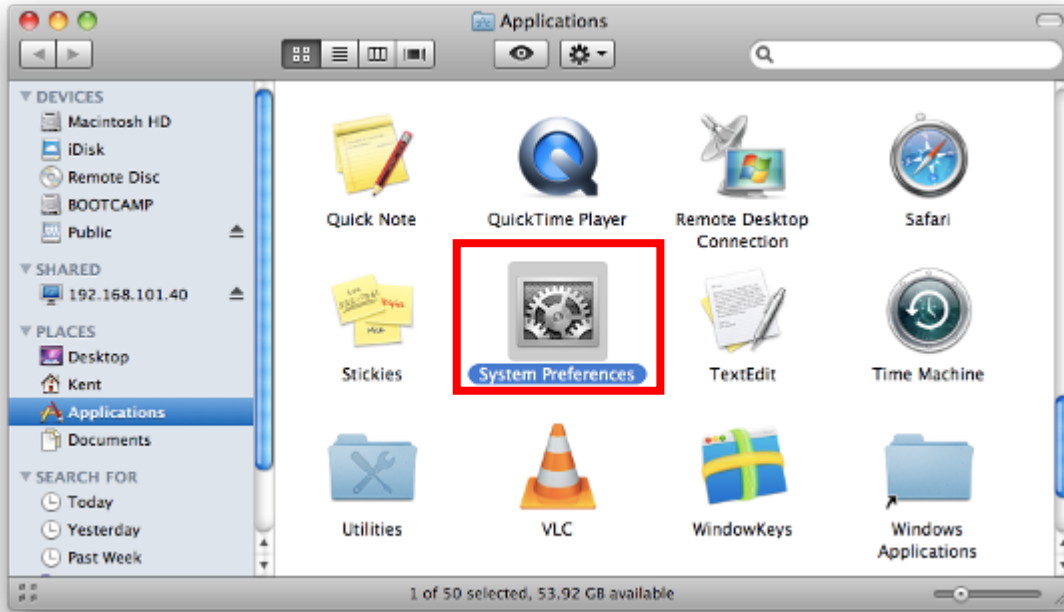 Applications
DEVICES
Macintosh HD
iDisk
Remote Disc
BOOTCAMP
Public
SHARED
192.168.101.40
PLACES
Desktop
Kent
Applications
Documents
SEARCH FOR
Today
Yesterday
Past Week
Quick Note
QuickTime Player
Remote Desktop
Connection
Safari
Stickies
System Preferences
TextEdit
Time Machine
Utilities
VLC
WindowKeys
Windows
Applications
1 of 50 selected, 53.92 GB available